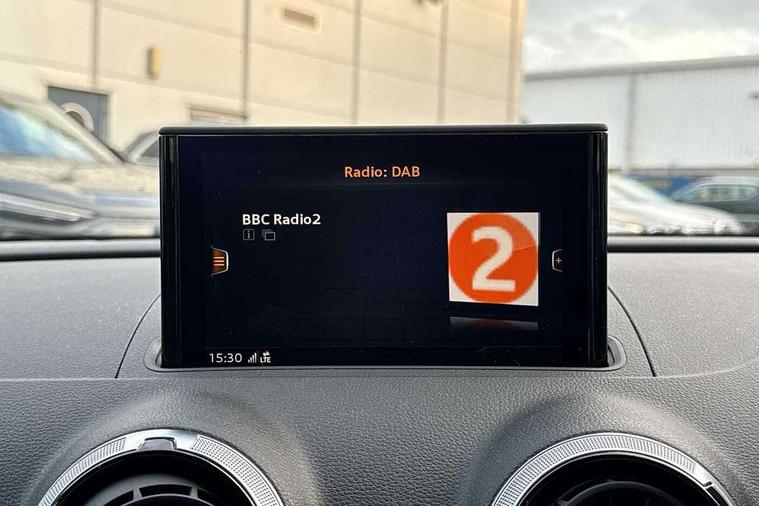 Radio: DAB
BBC Radio2
2
15:30 LTE